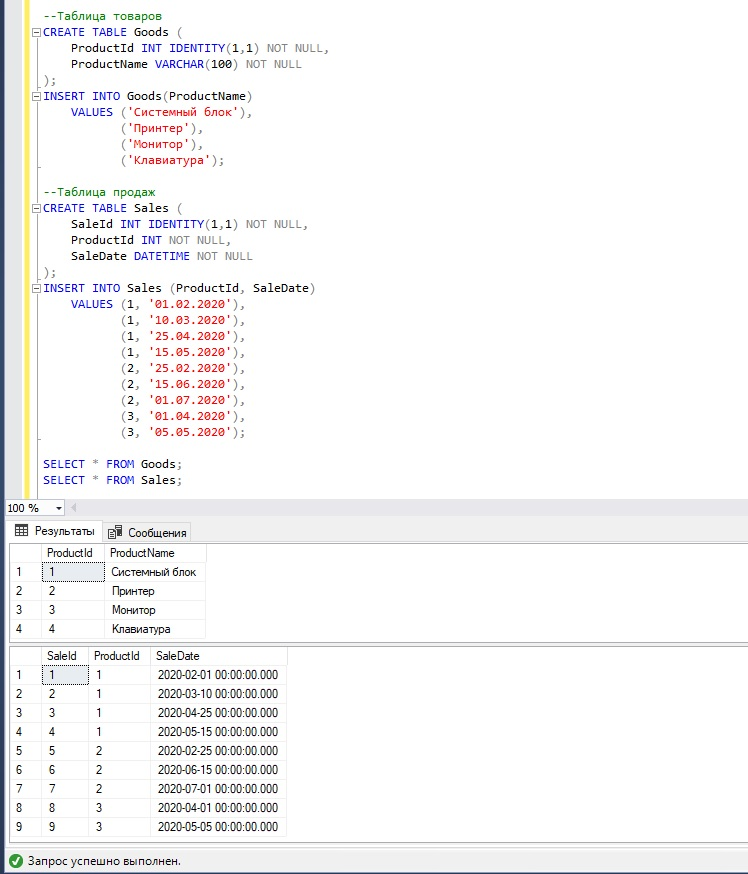 --Таблица товаров
CREATE TABLE Goods (
ProductId INT IDENTITY(1,1) NOT NULL,
ProductName VARCHAR(100) NOT NULL
);
INSERT INTO Goods(ProductName)
VALUES ('Системный блок'),
('Принтер'),
('Монитор'),
('Клавиатура');
--Таблица продаж
CREATE TABLE Sales (
SaleId INT IDENTITY(1,1) NOT NULL,
ProductId INT NOT NULL,
SaleDate DATETIME NOT NULL
);
INSERT INTO Sales (ProductId, SaleDate)
VALUES (1, '01.02.2020'),
(1, '10.03.2020'),
(1, '25.04.2020'),
(1, '15.05.2020'),
(2, '25.02.2020'),
(2, '15.06.2020'),
(2, '01.07.2020'),
(3, '01.04.2020'),
(3, '05.05.2020');
SELECT * FROM Goods;
SELECT * FROM Sales;
100 %
Результаты Сообщения
ProductId ProductName
1 1 Системный блок
2 2 Принтер
3 3 Монитор
4 4 Клавиатура
SaleId ProductId SaleDate
1 1 1 2020-02-01 00:00:00.000
2 2 1 2020-03-10 00:00:00.000
3 3 1 2020-04-25 00:00:00.000
4 4 1 2020-05-15 00:00:00.000
5 5 2 2020-02-25 00:00:00.000
6 6 2 2020-06-15 00:00:00.000
7 7 2 2020-07-01 00:00:00.000
8 8 3 2020-04-01 00:00:00.000
9 9 3 2020-05-05 00:00:00.000
Запрос успешно выполнен.